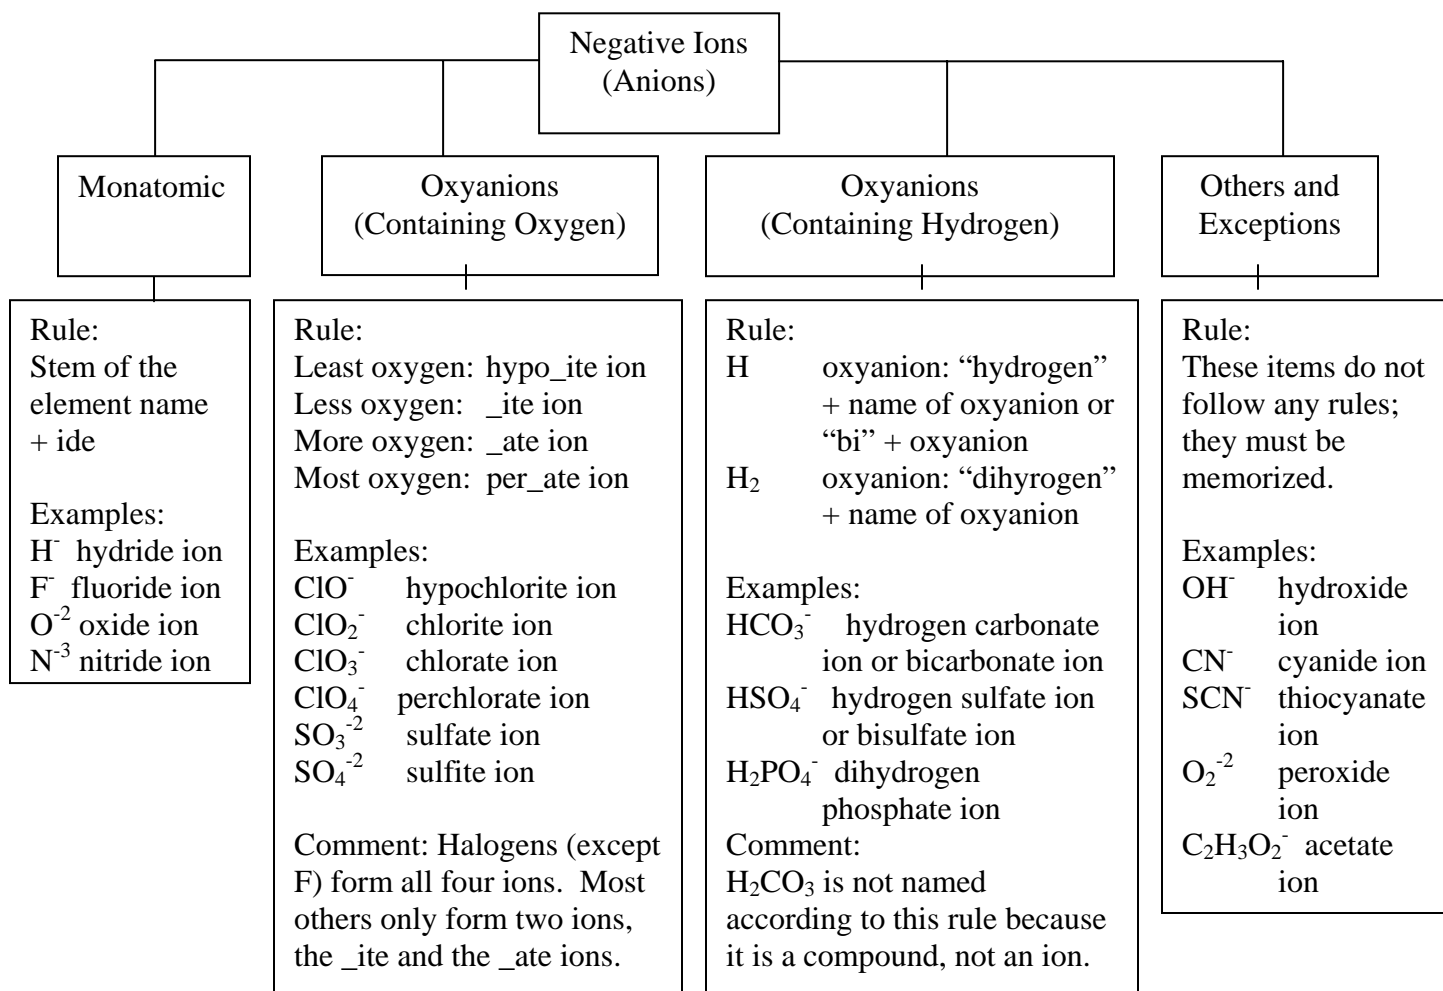 Negative Ions
(Anions)
Monatomic
Oxyanions
(Containing Oxygen)
Oxyanions
(Containing Hydrogen)
Others and
Exceptions
Rule:
Stem of the
element name
+ ide
Examples:
H⁻ hydride ion
F⁻ fluoride ion
O⁻² oxide ion
N⁻³ nitride ion
Rule:
Least oxygen: hypo_ite ion
Less oxygen: _ite ion
More oxygen: _ate ion
Most oxygen: per_ate ion
Examples:
ClO⁻ hypochlorite ion
ClO₂⁻ chlorite ion
ClO₃⁻ chlorate ion
ClO₄⁻ perchlorate ion
SO₃⁻² sulfate ion
SO₄⁻² sulfite ion
Comment: Halogens (except
F) form all four ions. Most
others only form two ions,
the _ite and the _ate ions.
Rule:
H oxyanion: “hydrogen”
+ name of oxyanion or
“bi” + oxyanion
H₂ oxyanion: “dihyrogen”
+ name of oxyanion
Examples:
HCO₃⁻ hydrogen carbonate
ion or bicarbonate ion
HSO₄⁻ hydrogen sulfate ion
or bisulfate ion
H₂PO₄⁻ dihydrogen
phosphate ion
Comment:
H₂CO₃ is not named
according to this rule because
it is a compound, not an ion.
Rule:
These items do not
follow any rules;
they must be
memorized.
Examples:
OH⁻ hydroxide
ion
CN⁻ cyanide ion
SCN⁻ thiocyanate
ion
O₂⁻² peroxide
ion
C₂H₃O₂⁻ acetate
ion